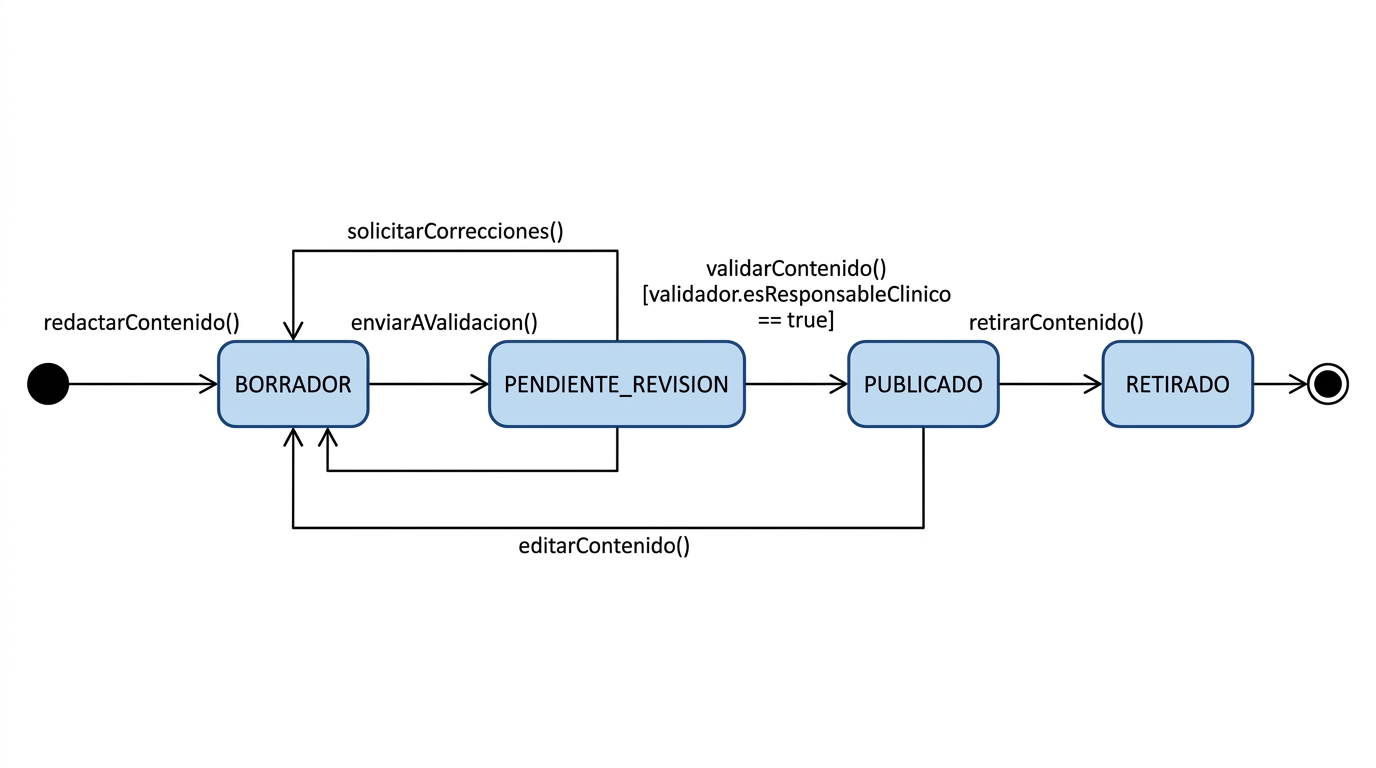 solicitarCorrecciones()
validarContenido()
[validador.esResponsableClinico
== true]
redactarContenido()
enviarAValidacion()
retirarContenido()
BORRADOR
PENDIENTE_REVISION
PUBLICADO
RETIRADO
editarContenido()